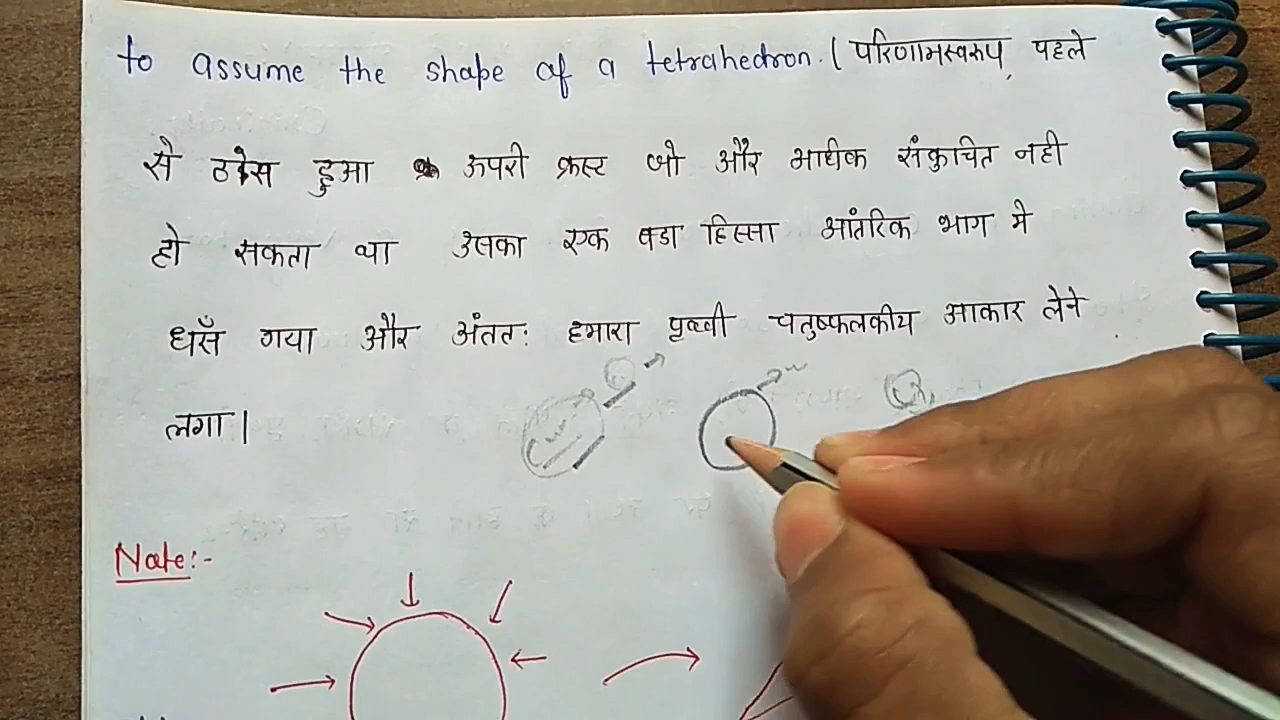 to assume the shape of a tetrahedron. (परिणामस्वरूप, पहले
से ठोस हुआ ऊपरी क्रस्ट जो और अधिक संकुचित नही
हो सकता था उसका एक बडा हिस्सा आंतरिक भाग मे
धसँ गया और अंततः हमारा पृथ्वी चतुष्फलकीय आकार लेने
लगा।
Note:-